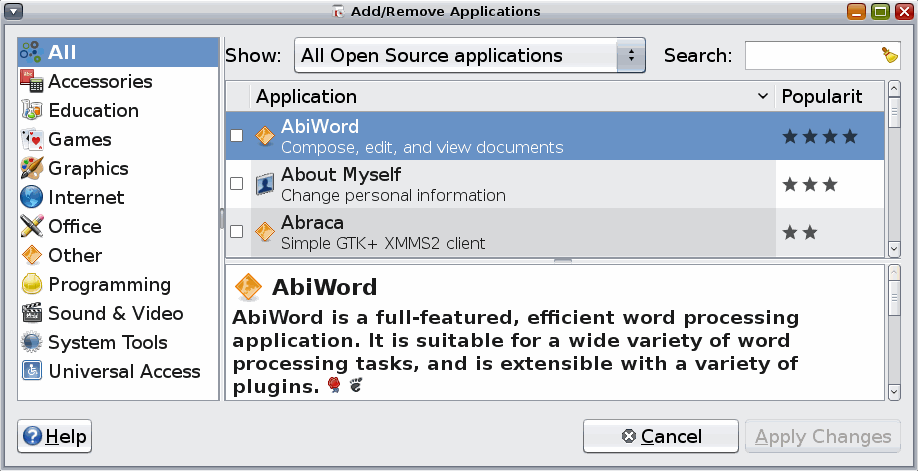 Add/Remove Applications
All
Accessories
Education
Games
Graphics
Internet
Office
Other
Programming
Sound & Video
System Tools
Universal Access
Show: All Open Source applications Search:
Application Popularit
AbiWord
Compose, edit, and view documents
About Myself
Change personal information
Abraca
Simple GTK+ XMMS2 client
AbiWord
AbiWord is a full-featured, efficient word processing
application. It is suitable for a wide variety of word
processing tasks, and is extensible with a variety of
plugins.
Help Cancel Apply Changes